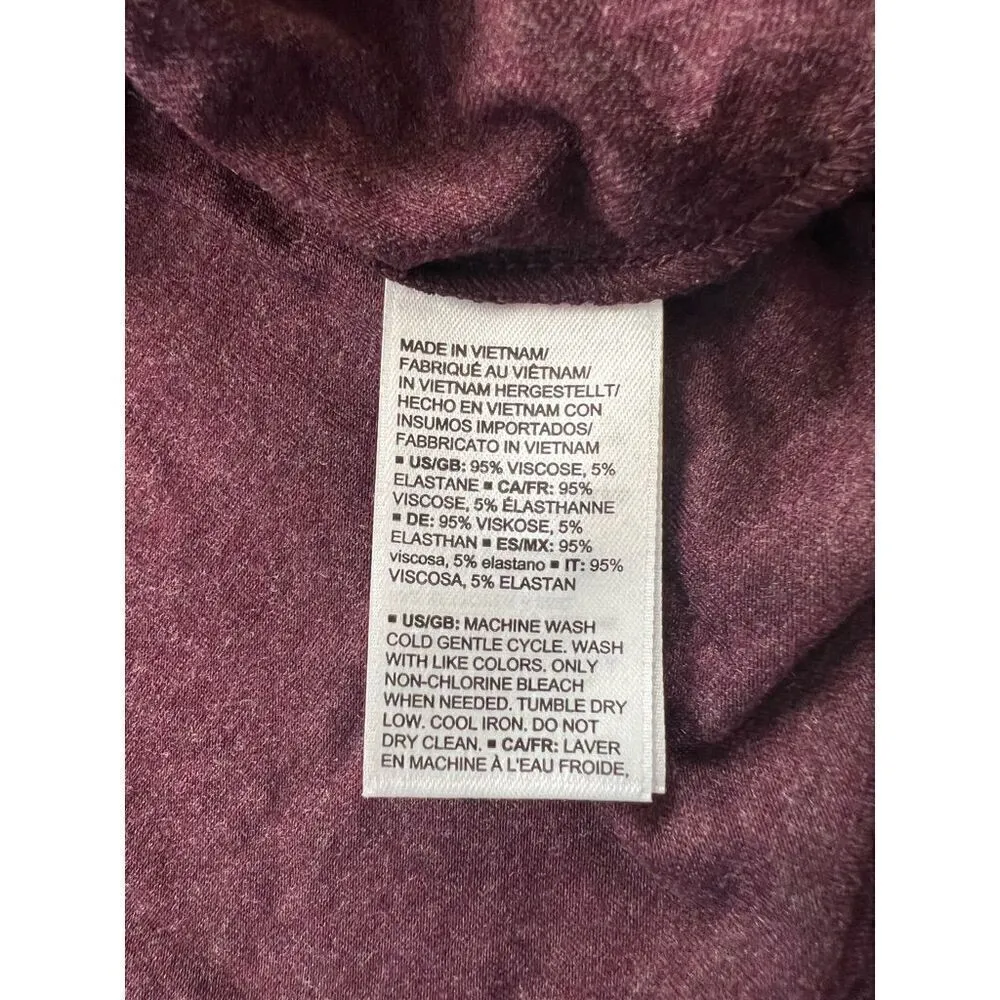 MADE IN VIETNAM/
FABRIQUÉ AU VIÊTNAM/
IN VIETNAM HERGESTELLT/
HECHO EN VIETNAM CON
INSUMOS IMPORTADOS/
FABBRICATO IN VIETNAM
▪ US/GB: 95% VISCOSE, 5%
ELASTANE ▪ CA/FR: 95%
VISCOSE, 5% ÉLASTHANNE
▪ DE: 95% VISKOSE, 5%
ELASTHAN ▪ ES/MX: 95%
viscosa, 5% elastano ▪ IT: 95%
VISCOSA, 5% ELASTAN
▪ US/GB: MACHINE WASH
COLD GENTLE CYCLE. WASH
WITH LIKE COLORS. ONLY
NON-CHLORINE BLEACH
WHEN NEEDED. TUMBLE DRY
LOW. COOL IRON. DO NOT
DRY CLEAN. ▪ CA/FR: LAVER
EN MACHINE À L'EAU FROIDE,